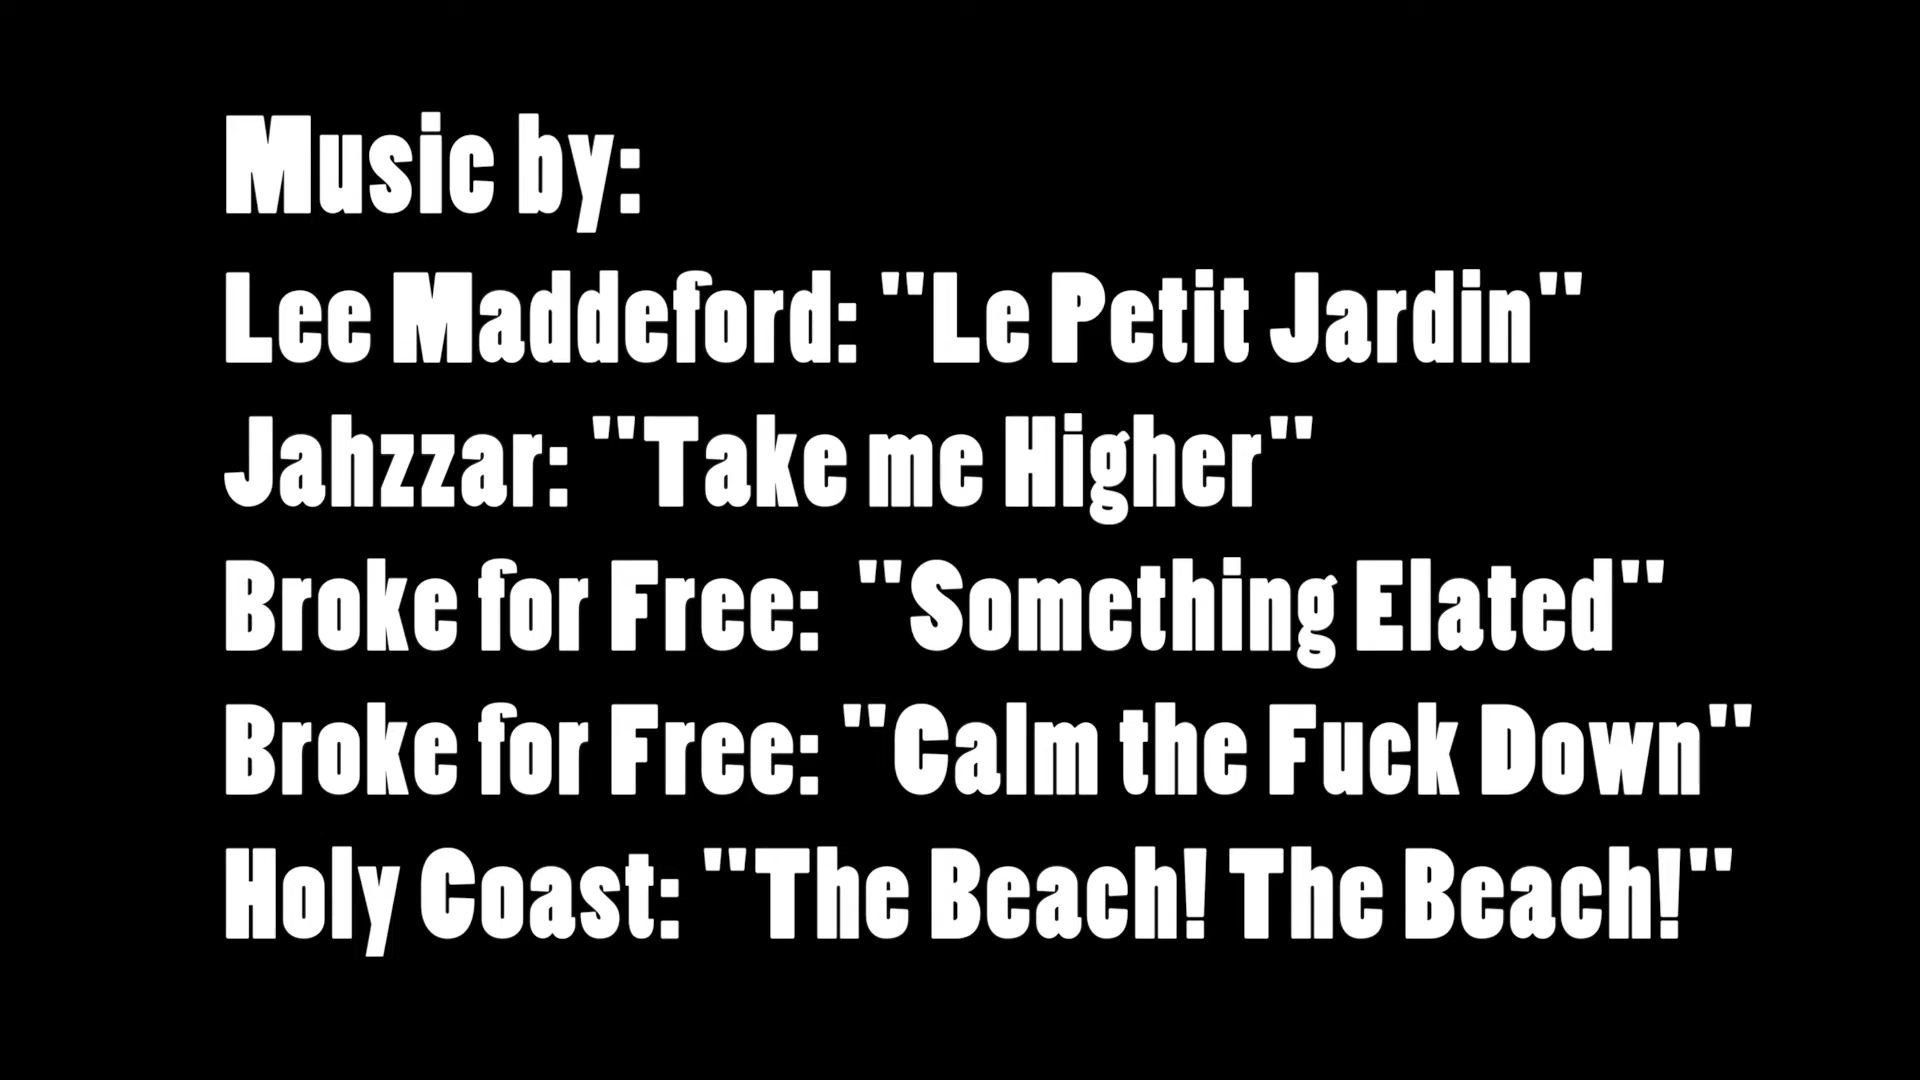 Music by:
Lee Maddeford: "Le Petit Jardin"
Jahzzar: "Take me Higher"
Broke for Free: "Something Elated"
Broke for Free: "Calm the Fuck Down"
Holy Coast: "The Beach! The Beach!"